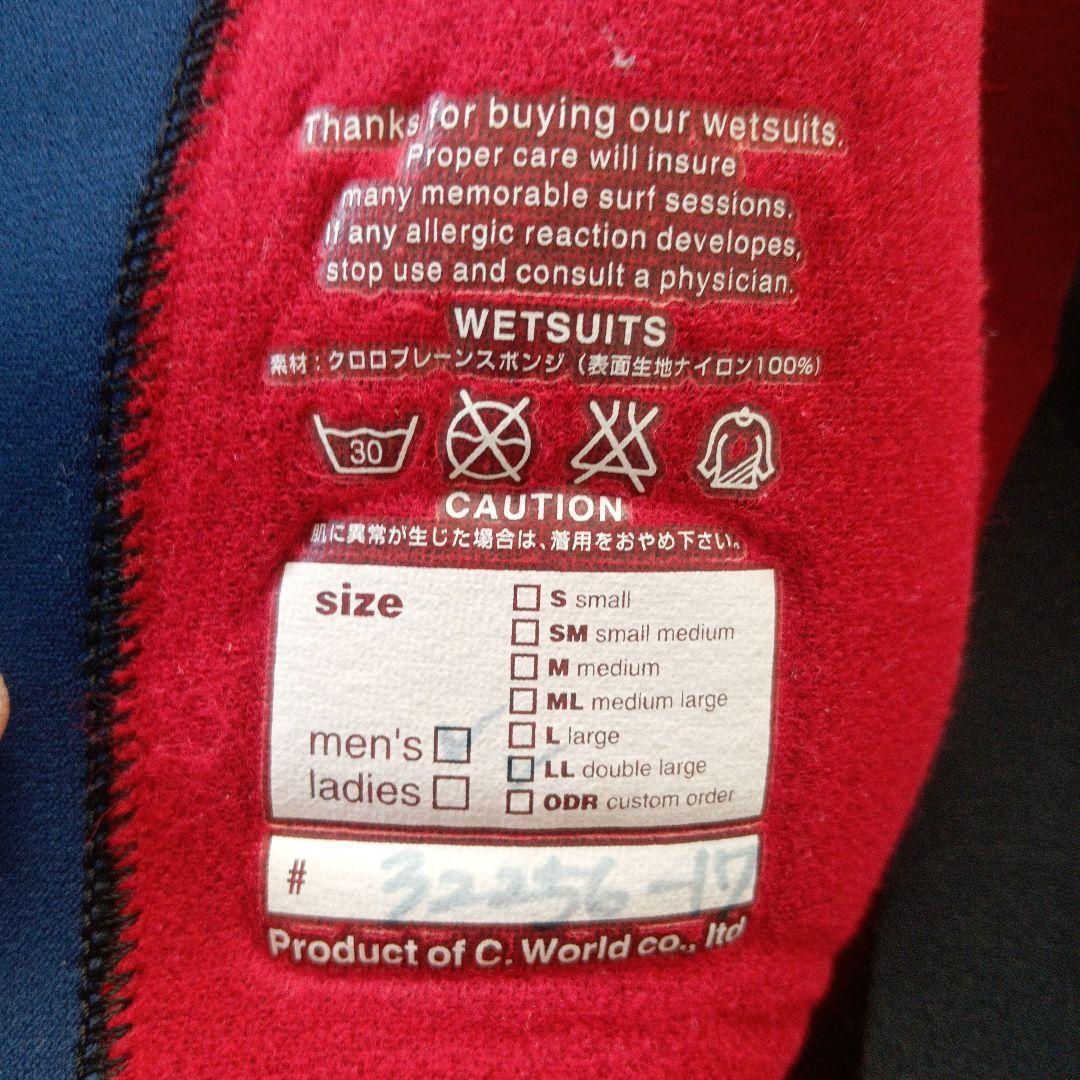 Thanks for buying our wetsuits.
Proper care will insure
many memorable surf sessions.
If any allergic reaction developes,
stop use and consult a physician.
WETSUITS
素材：クロロプレーンスポンジ（表面生地ナイロン100%）
30
CAUTION
肌に異常が生じた場合は、着用をおやめ下さい。
size
S small
SM small medium
M medium
ML medium large
L large
LL double large
ODR custom order
men's
ladies
# 32256-17
Product of C. World co., ltd